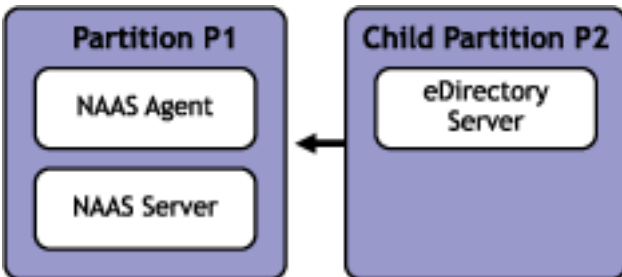 Partition P1
NAAS Agent
NAAS Server
Child Partition P2
eDirectory
Server